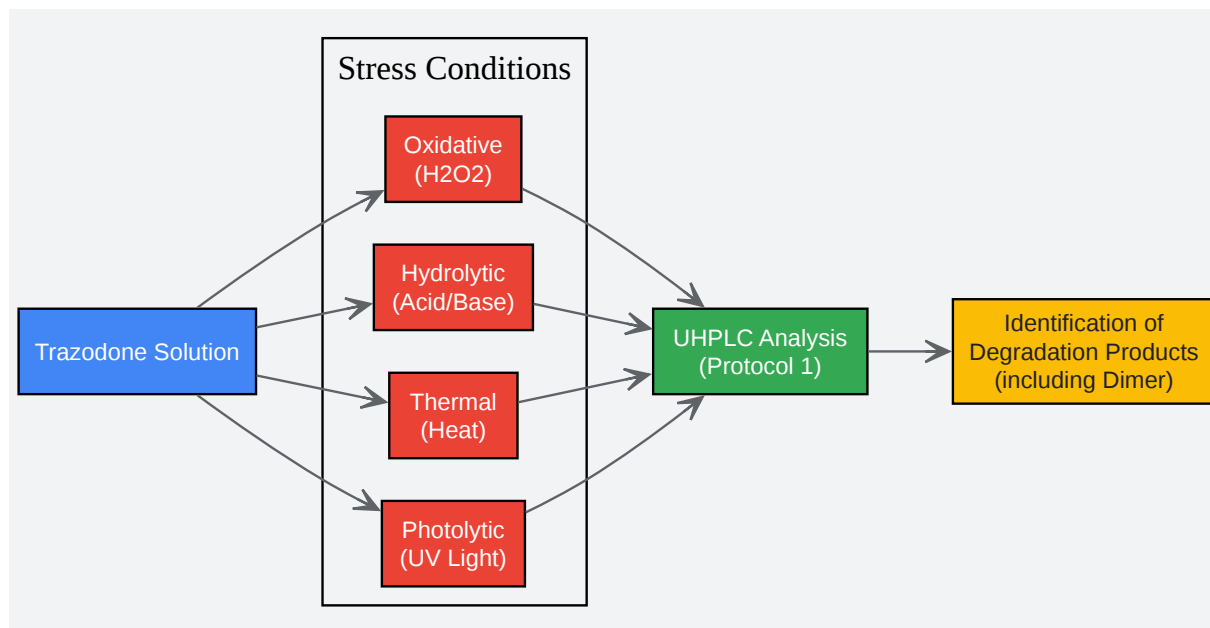 Stress Conditions
Oxidative
(H2O2)
Hydrolytic
(Acid/Base)
Trazodone Solution
Thermal
(Heat)
Photolytic
(UV Light)
UHPLC Analysis
(Protocol 1)
Identification of
Degradation Products
(including Dimer)